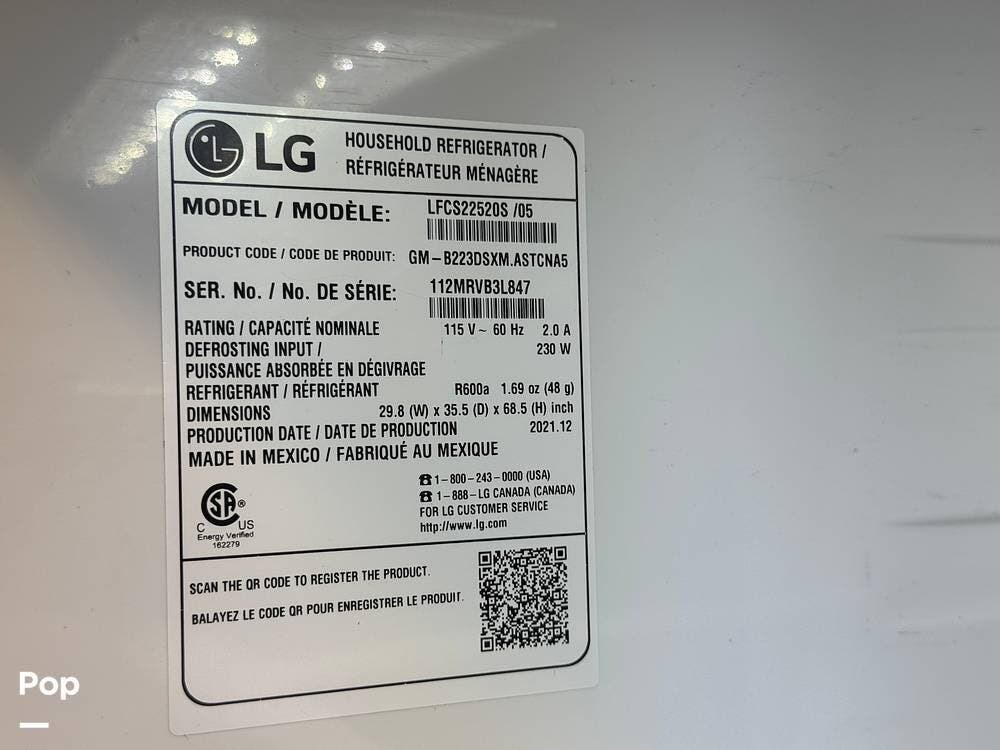 LG
HOUSEHOLD REFRIGERATOR /
RÉFRIGÉRATEUR MÉNAGÈRE
MODEL / MODÈLE: LFCS22520S /05
PRODUCT CODE / CODE DE PRODUIT: GM-B223DSXM.ASTCNA5
SER. No. / No. DE SÉRIE: 112MRVB3L847
RATING / CAPACITÉ NOMINALE 115 V~ 60 Hz 2.0 A
DEFROSTING INPUT / 230 W
PUISSANCE ABSORBÉE EN DÉGIVRAGE
REFRIGERANT / RÉFRIGÉRANT R600a 1.69 oz (48 g)
DIMENSIONS 29.8 (W) x 35.5 (D) x 68.5 (H) inch
PRODUCTION DATE / DATE DE PRODUCTION 2021.12
MADE IN MEXICO / FABRIQUÉ AU MEXIQUE
☎1-800-243-0000 (USA)
☎1-888-LG CANADA (CANADA)
FOR LG CUSTOMER SERVICE
http://www.lg.com
CSA®
C US
Energy Verified
162279
SCAN THE QR CODE TO REGISTER THE PRODUCT.
BALAYEZ LE CODE QR POUR ENREGISTRER LE PRODUIT.
Pop